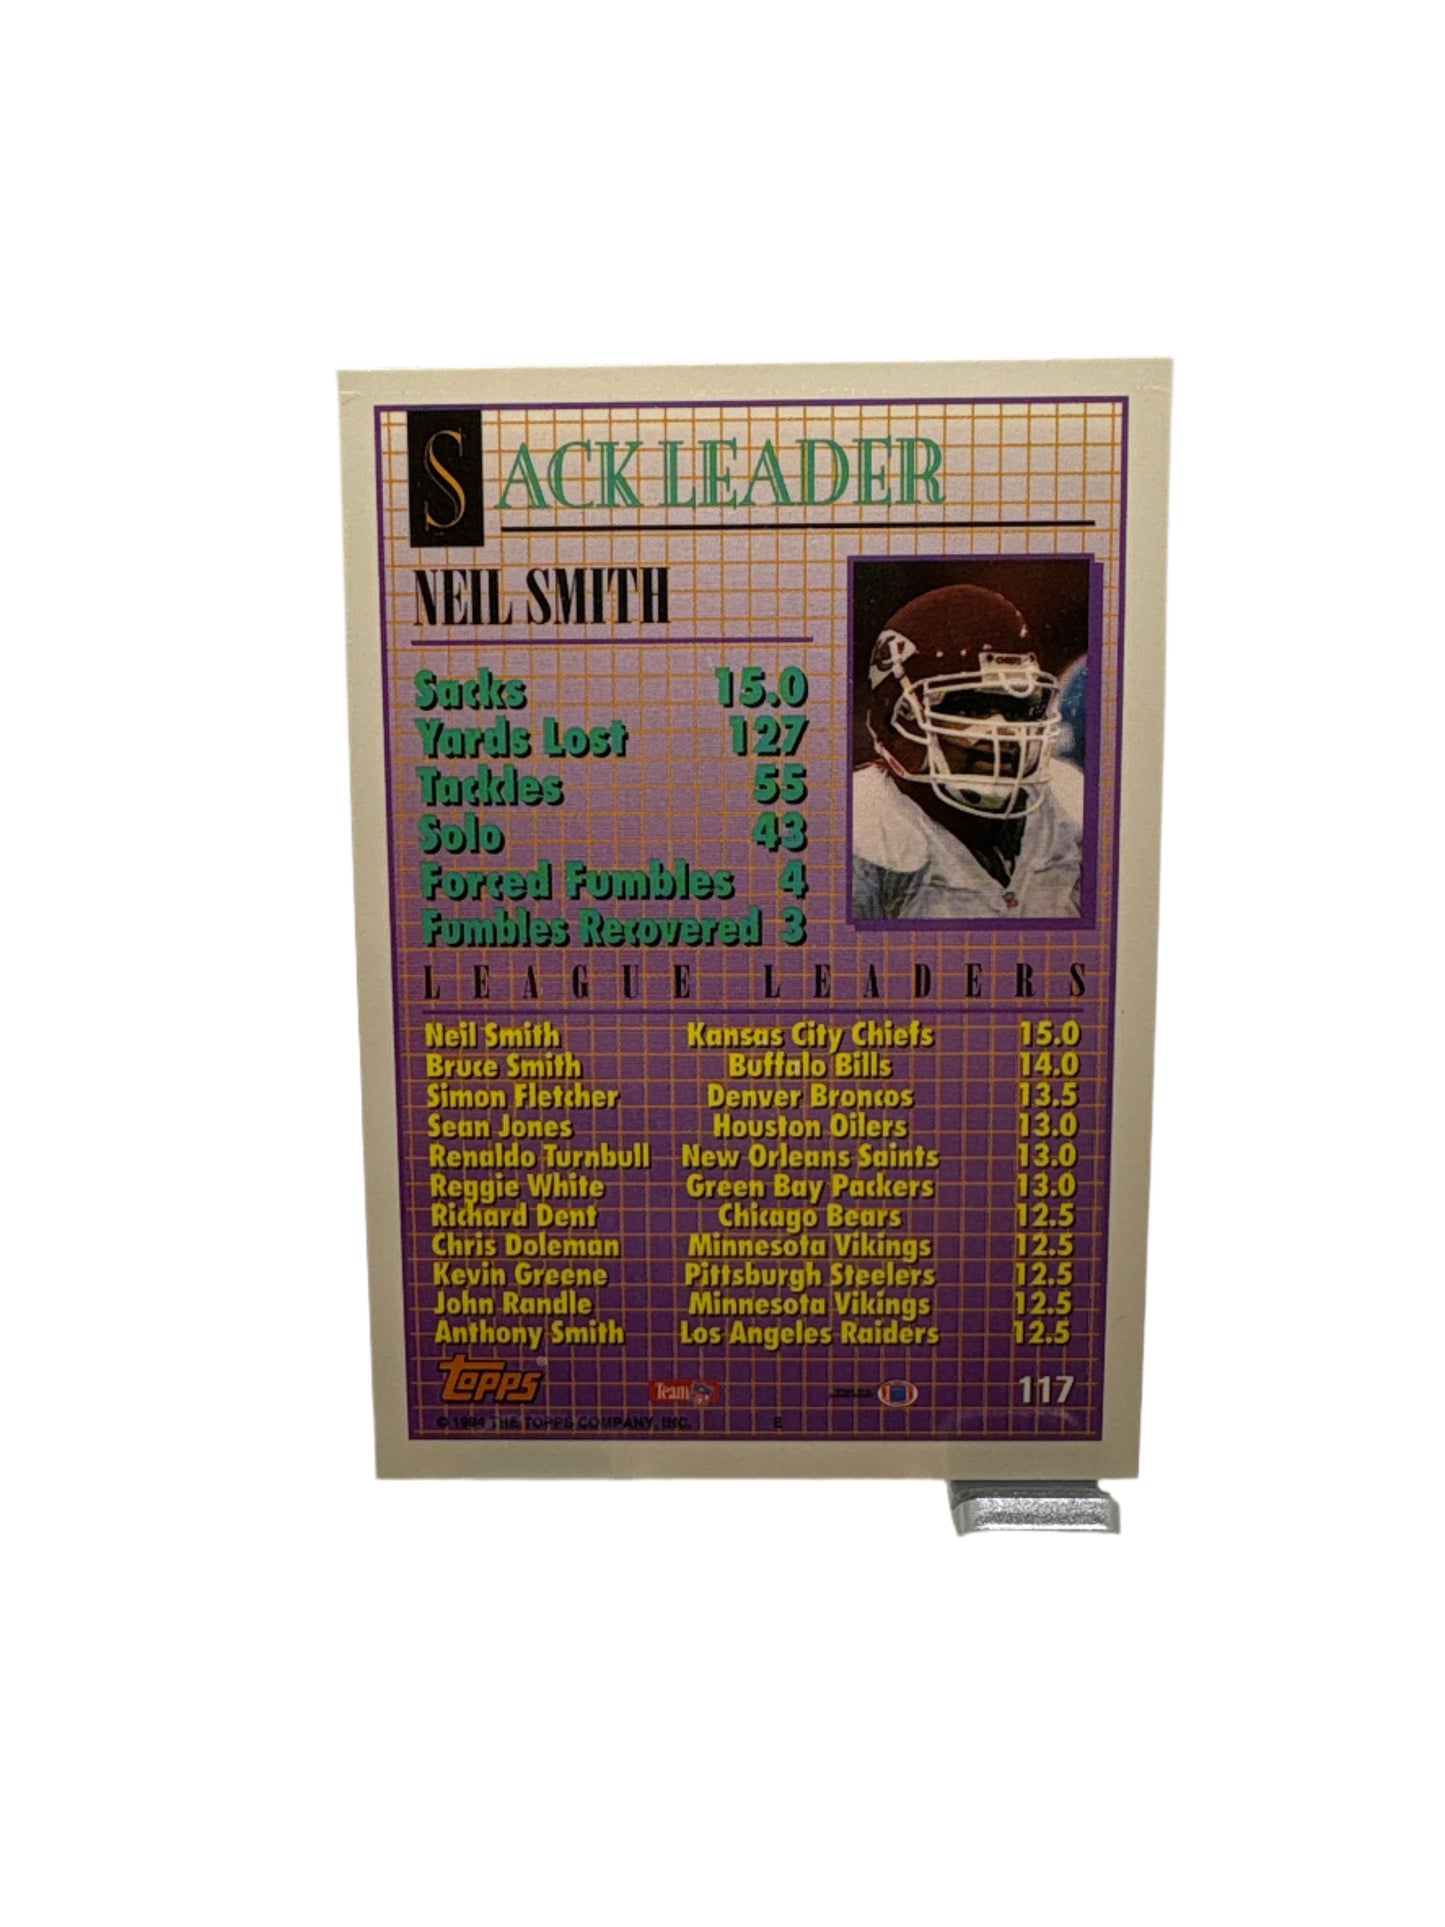 SACK LEADER
NEIL SMITH
Sacks 15.0
Yards Lost 127
Tackles 55
Solo 43
Forced Fumbles 4
Fumbles Recovered 3
LEAGUE LEADERS
Neil Smith Kansas City Chiefs 15.0
Bruce Smith Buffalo Bills 14.0
Simon Fletcher Denver Broncos 13.5
Sean Jones Houston Oilers 13.0
Renaldo Turnbull New Orleans Saints 13.0
Reggie White Green Bay Packers 13.0
Richard Dent Chicago Bears 12.5
Chris Doleman Minnesota Vikings 12.5
Kevin Greene Pittsburgh Steelers 12.5
John Randle Minnesota Vikings 12.5
Anthony Smith Los Angeles Raiders 12.5
TOPPS® Team 117
© 1994 THE TOPPS COMPANY, INC. E